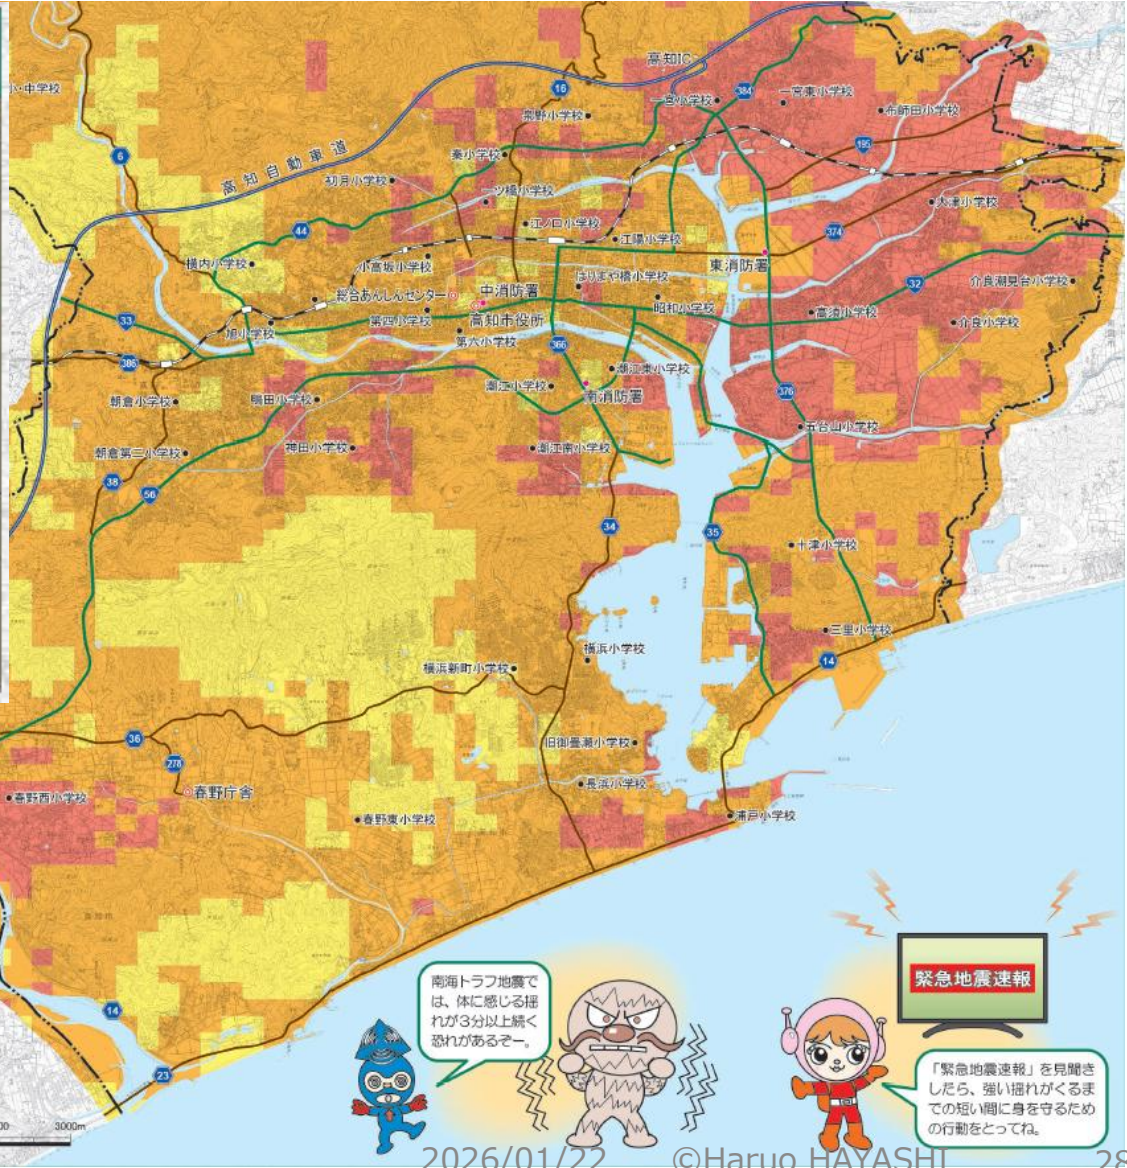 高知IC
小・中学校
16
384
一宮小学校
一宮東小学校
泉野小学校
布師田小学校
6
195
秦小学校
高知自動車道
初月小学校
一ツ橋小学校
大津小学校
江ノ口小学校
44
374
江陽小学校
横内小学校
小高坂小学校
東消防署
はりまや橋小学校
32
介良潮見台小学校
総合あんしんセンター
中消防署
昭和小学校
高須小学校
33
第四小学校
高知市役所
介良小学校
旭小学校
第六小学校
366
386
潮江東小学校
潮江小学校
376
南消防署
朝倉小学校
鴨田小学校
五台山小学校
朝倉第二小学校
神田小学校
潮江南小学校
38
56
34
35
十津小学校
三里小学校
横浜小学校
14
横浜新町小学校
36
旧御畳瀬小学校
278
長浜小学校
春野庁舎
春野西小学校
春野東小学校
浦戸小学校
南海トラフ地震で
は、体に感じる揺
れが3分以上続く
恐れがあるぞー。
緊急地震速報
14
「緊急地震速報」を見聞き
したら、強い揺れがくるま
での短い間に身を守るため
の行動をとってね。
23
3000m
2026/01/22
©Haruo HAYASHI
28